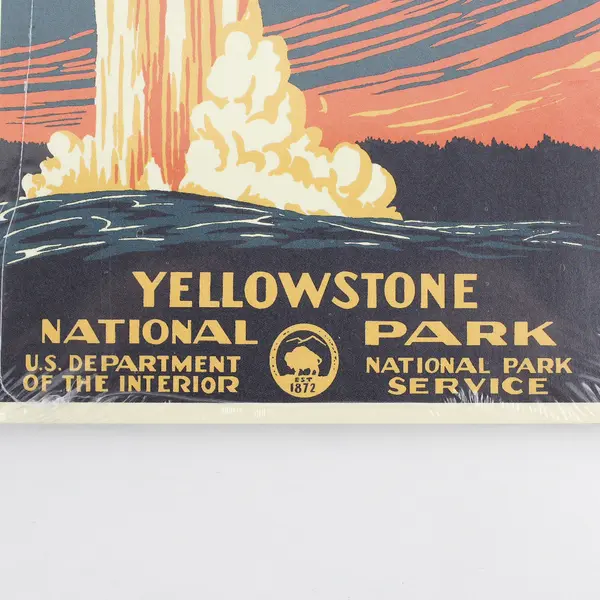 YELLOWSTONE
NATIONAL PARK
U.S. DEPARTMENT
OF THE INTERIOR
EST
1872
NATIONAL PARK
SERVICE